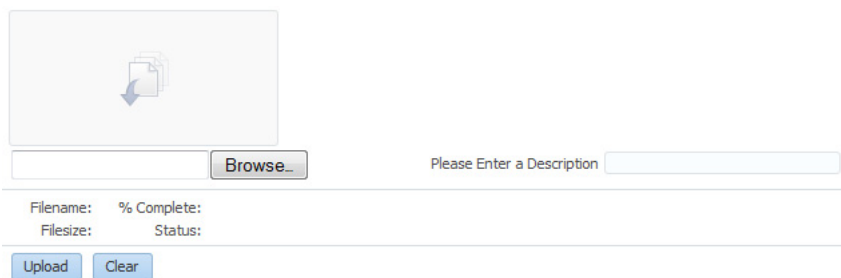 Browse... Please Enter a Description
Filename: % Complete:
Filesize: Status:
Upload Clear